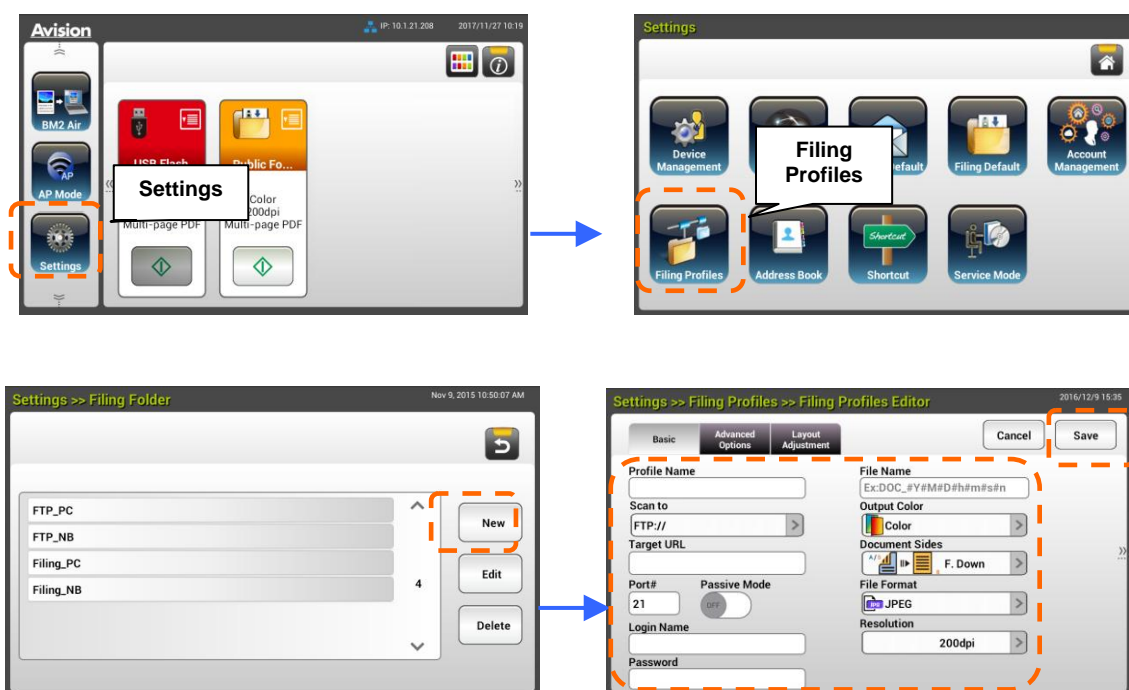 Avision
IP: 10.1.21.208
2017/11/27 10:19
BM2 Air
AP Mode
Settings
USB Flash
Public Fo...
Settings
Color
200dpi
Multi-page PDF
Multi-page PDF
Settings
Device
Management
Default
Filing Default
Account
Management
Filing
Profiles
Filing Profiles
Address Book
Shortcut
Shortcut
Service Mode
Settings >> Filing Folder
Nov 9, 2015 10:50:07 AM
FTP_PC
FTP_NB
Filing_PC
Filing_NB
New
4
Edit
Delete
Settings >> Filing Profiles >> Filing Profiles Editor
2016/12/9 15:35
Basic
Advanced
Options
Layout
Adjustment
Cancel
Save
Profile Name
Scan to
FTP://
Target URL
Port#
Passive Mode
21
OFF
Login Name
Password
File Name
Ex:DOC_#Y#M#D#h#m#s#n
Output Color
Color
Document Sides
F. Down
File Format
JPEG
Resolution
200dpi